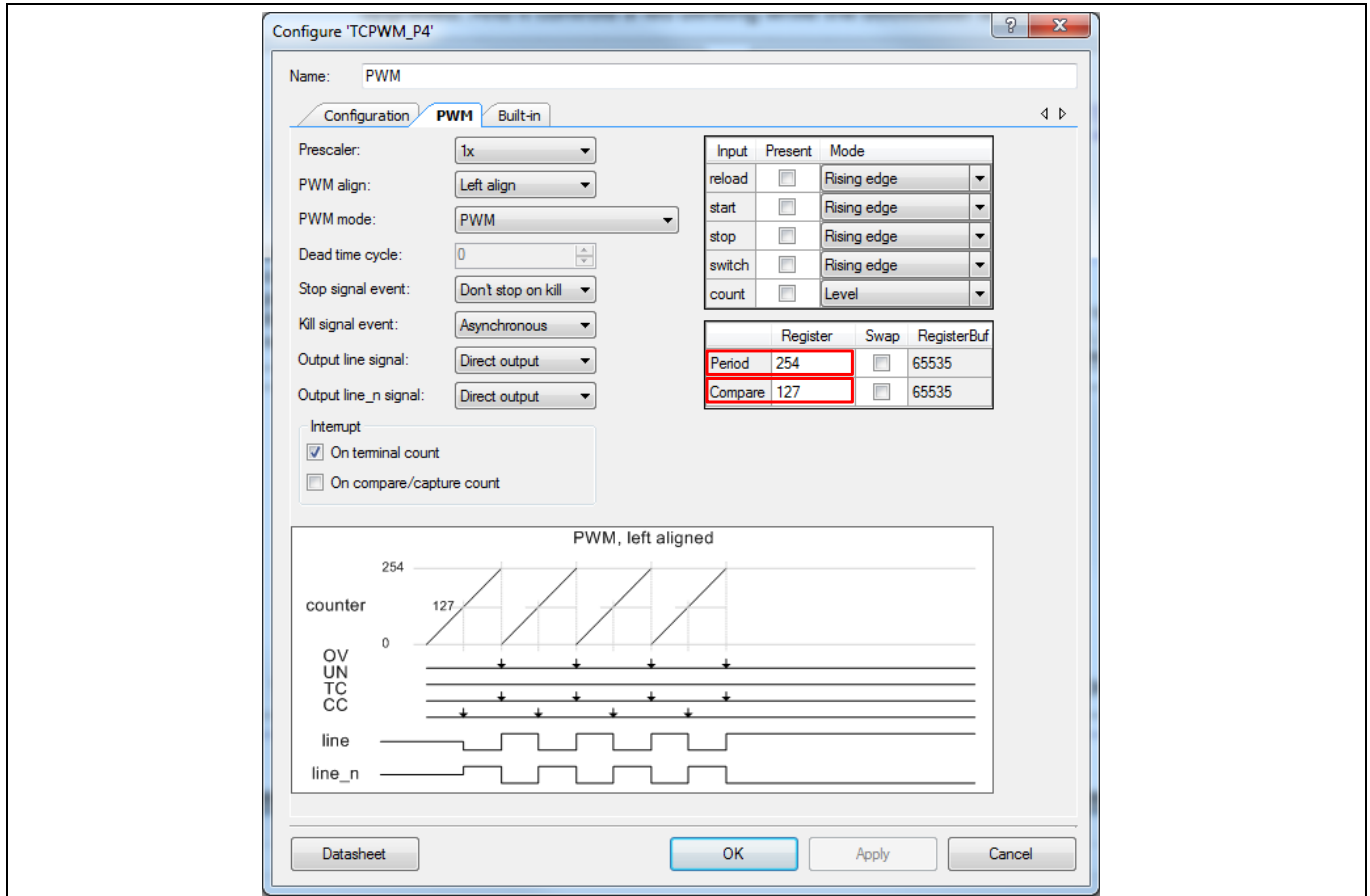 Configure 'TCPWM_P4'
Name: PWM
Configuration PWM Built-in
Prescaler: 1x
PWM align: Left align
PWM mode: PWM
Dead time cycle: 0
Stop signal event: Don't stop on kill
Kill signal event: Asynchronous
Output line signal: Direct output
Output line_n signal: Direct output
Interrupt
On terminal count
On compare/capture count
Input Present Mode
reload Rising edge
start Rising edge
stop Rising edge
switch Rising edge
count Level
Register Swap RegisterBuf
Period 254 65535
Compare 127 65535
PWM, left aligned
254
counter 127
0
OV
UN
TC
CC
line
line_n
Datasheet OK Apply Cancel